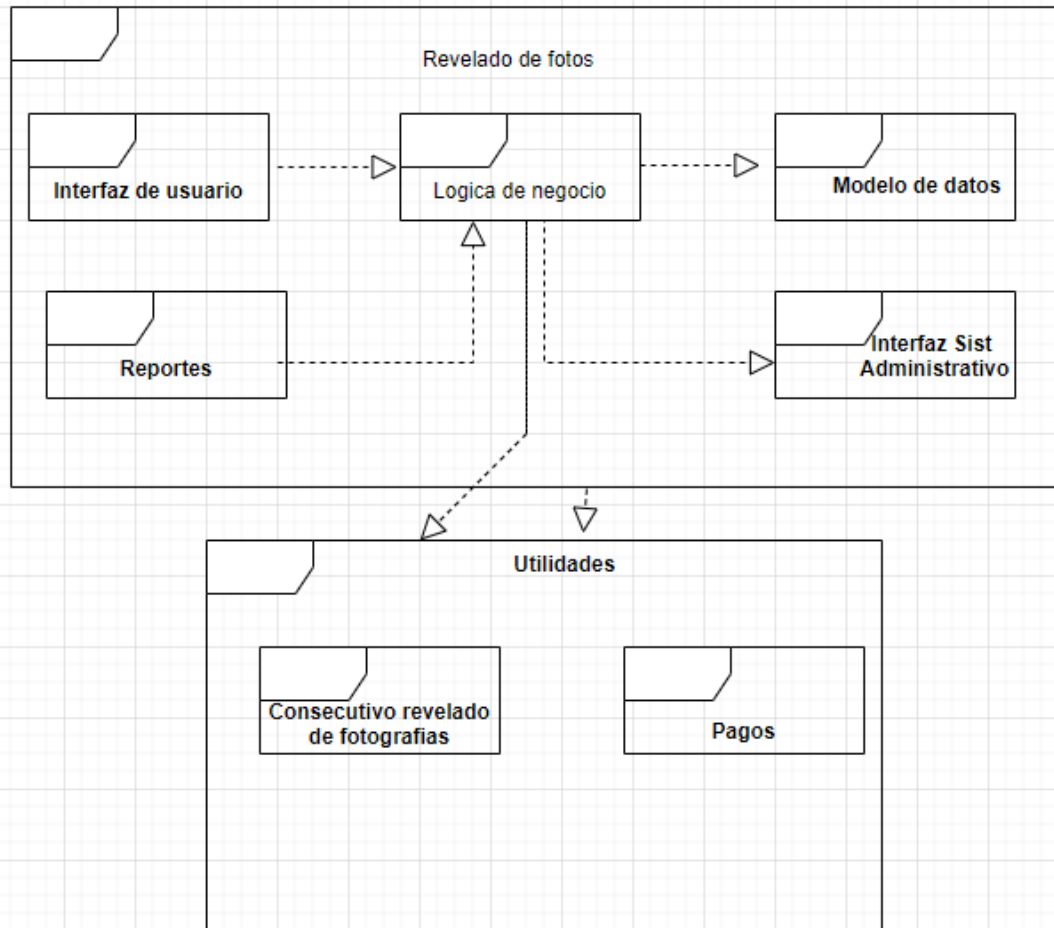 Revelado de fotos
Interfaz de usuario
Logica de negocio
Modelo de datos
Reportes
Interfaz Sist
Administrativo
Utilidades
Consecutivo revelado
de fotografias
Pagos